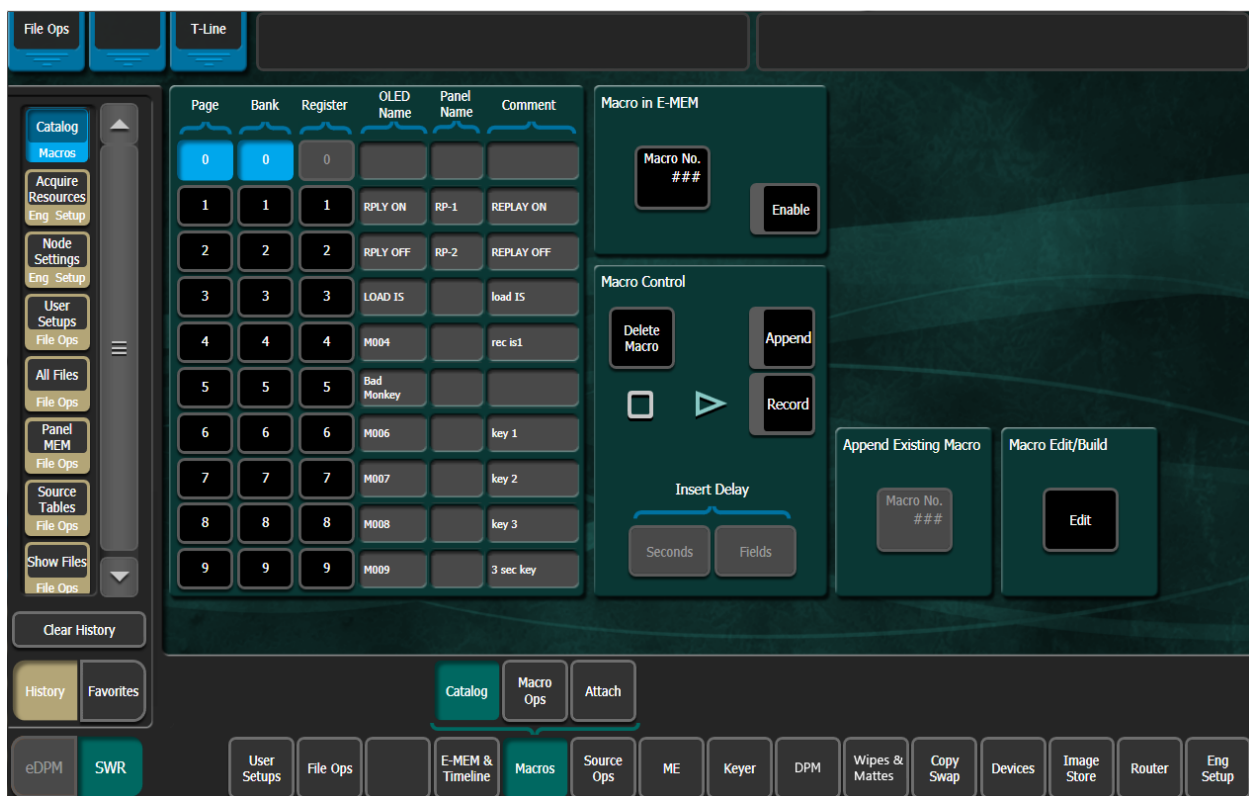 File Ops
T-Line
Catalog
Macros
Acquire
Resources
Eng Setup
Node
Settings
Eng Setup
User
Setups
File Ops
All Files
File Ops
Panel
MEM
File Ops
Source
Tables
File Ops
Show Files
File Ops
Clear History
History Favorites
eDPM SWR
Page Bank Register OLED Name Panel Name Comment
0 0 0
1 1 1 RPLY ON RP-1 REPLAY ON
2 2 2 RPLY OFF RP-2 REPLAY OFF
3 3 3 LOAD IS load IS
4 4 4 M004 rec is1
5 5 5 Bad Monkey
6 6 6 M006 key 1
7 7 7 M007 key 2
8 8 8 M008 key 3
9 9 9 M009 3 sec key
Macro in E-MEM
Macro No.
###
Enable
Macro Control
Delete
Macro
Append
Record
Insert Delay
Seconds Fields
Append Existing Macro
Macro No.
###
Macro Edit/Build
Edit
Catalog
Macro
Ops
Attach
User
Setups
File Ops
E-MEM &
Timeline
Macros
Source
Ops
ME
Keyer
DPM
Wipes &
Mattes
Copy
Swap
Devices
Image
Store
Router
Eng
Setup